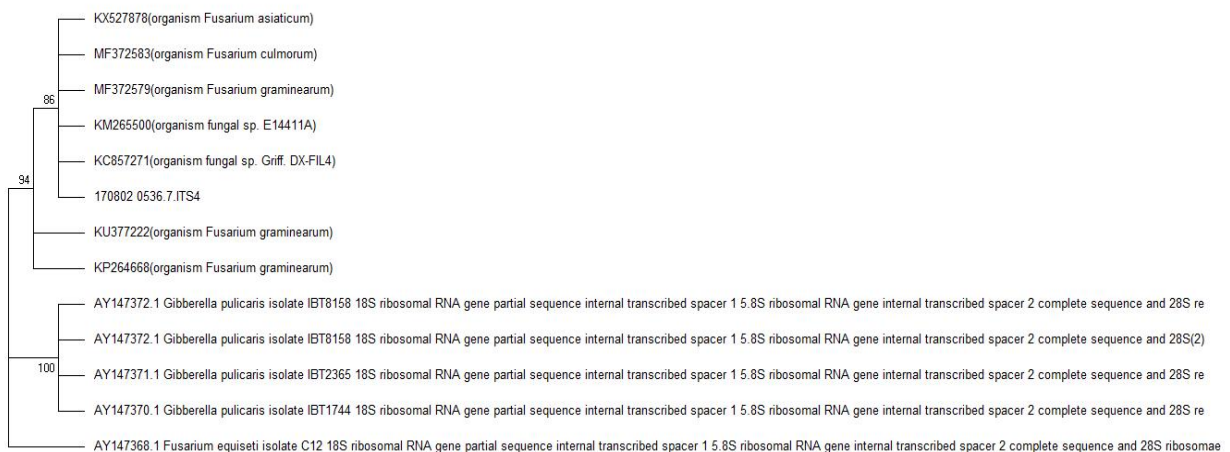 KX527878(organism Fusarium asiaticum)
MF372583(organism Fusarium culmorum)
86
MF372579(organism Fusarium graminearum)
KM265500(organism fungal sp. E14411A)
KC857271(organism fungal sp. Griff. DX-FIL4)
94
170802 0536.7.ITS4
KU377222(organism Fusarium graminearum)
KP264668(organism Fusarium graminearum)
AY147372.1 Gibberella pulicaris isolate IBT8158 18S ribosomal RNA gene partial sequence internal transcribed spacer 1 5.8S ribosomal RNA gene internal transcribed spacer 2 complete sequence and 28S re
AY147372.1 Gibberella pulicaris isolate IBT8158 18S ribosomal RNA gene partial sequence internal transcribed spacer 1 5.8S ribosomal RNA gene internal transcribed spacer 2 complete sequence and 28S(2)
100
AY147371.1 Gibberella pulicaris isolate IBT2365 18S ribosomal RNA gene partial sequence internal transcribed spacer 1 5.8S ribosomal RNA gene internal transcribed spacer 2 complete sequence and 28S re
AY147370.1 Gibberella pulicaris isolate IBT1744 18S ribosomal RNA gene partial sequence internal transcribed spacer 1 5.8S ribosomal RNA gene internal transcribed spacer 2 complete sequence and 28S re
AY147368.1 Fusarium equiseti isolate C12 18S ribosomal RNA gene partial sequence internal transcribed spacer 1 5.8S ribosomal RNA gene internal transcribed spacer 2 complete sequence and 28S ribosomae